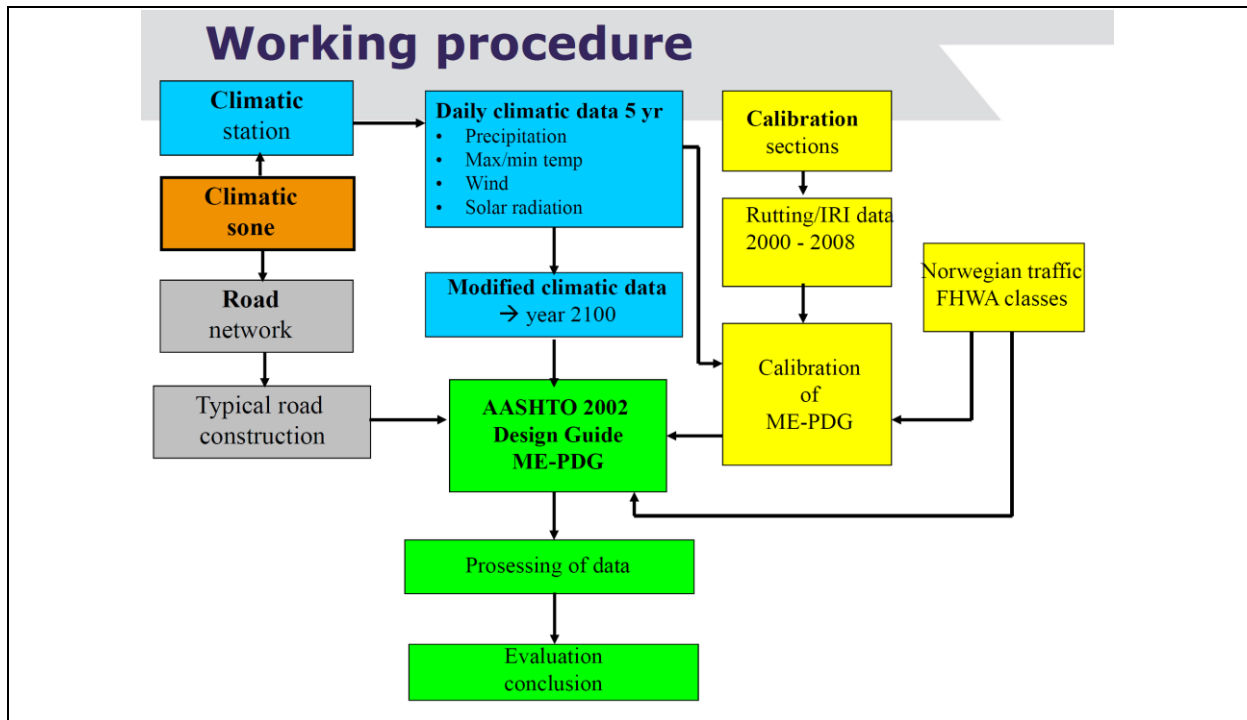 Working procedure
Climatic
station
Daily climatic data 5 yr
• Precipitation
• Max/min temp
• Wind
• Solar radiation
Calibration
sections
Climatic
sone
Rutting/IRI data
2000 - 2008
Norwegian traffic
FHWA classes
Road
network
Modified climatic data
→ year 2100
Calibration
of
ME-PDG
Typical road
construction
AASHTO 2002
Design Guide
ME-PDG
Prosessing of data
Evaluation
conclusion